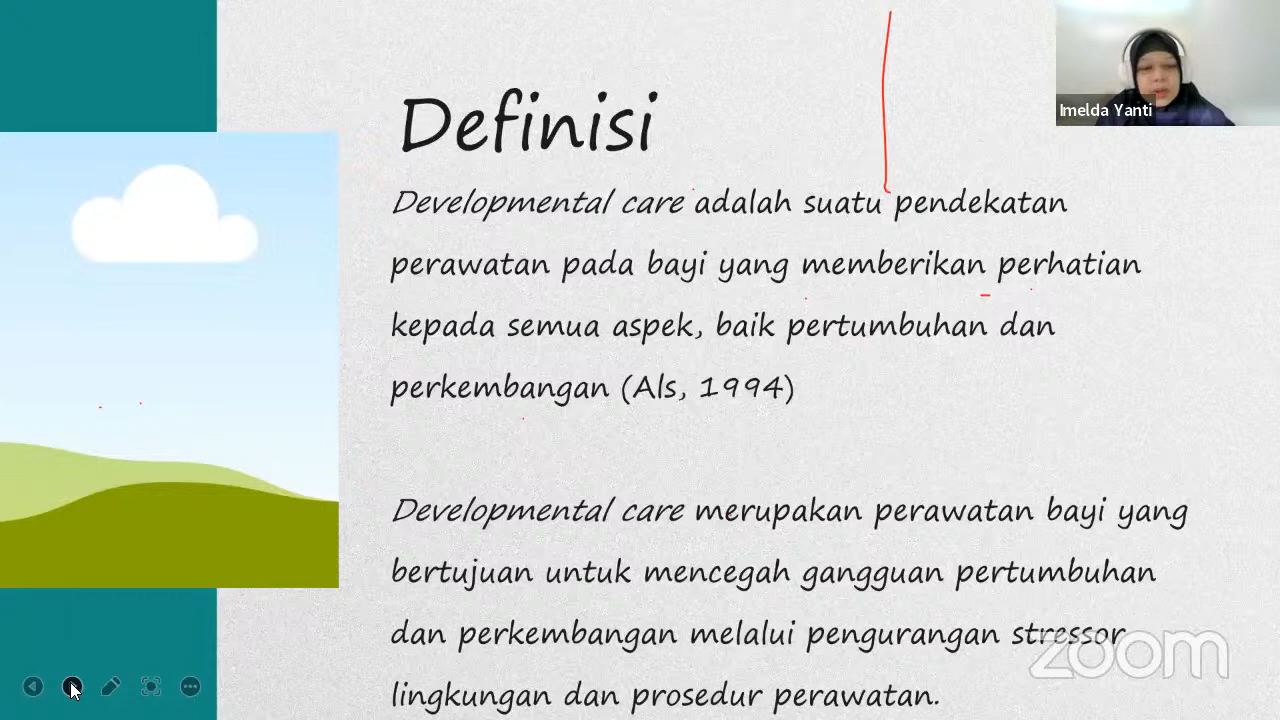 Definisi
Imelda Yanti
Developmental care adalah suatu pendekatan
perawatan pada bayi yang memberikan perhatian
kepada semua aspek, baik pertumbuhan dan
perkembangan (Als, 1994)
Developmental care merupakan perawatan bayi yang
bertujuan untuk mencegah gangguan pertumbuhan
dan perkembangan melalui pengurangan stressor
lingkungan dan prosedur perawatan.
zoom